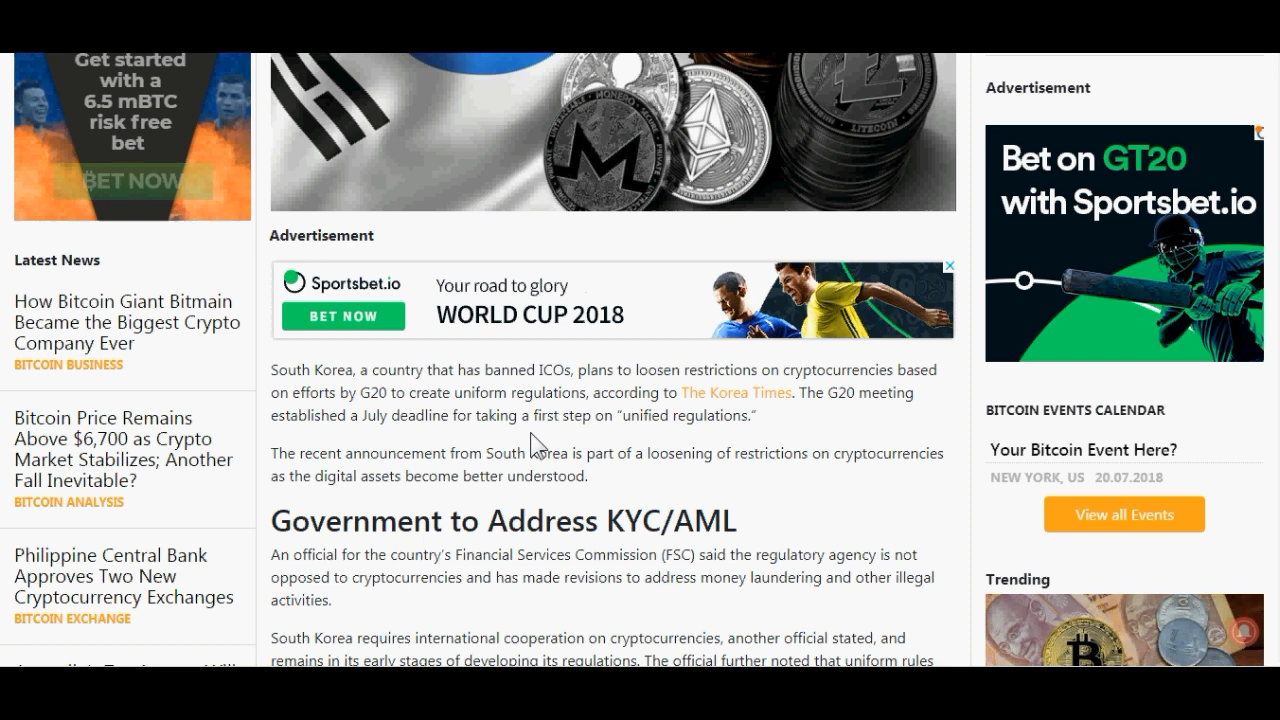 Get started
with a
6.5 mBTC
risk free
bet
BET NOW
Latest News
How Bitcoin Giant Bitmain
Became the Biggest Crypto
Company Ever
BITCOIN BUSINESS
Bitcoin Price Remains
Above $6,700 as Crypto
Market Stabilizes; Another
Fall Inevitable?
BITCOIN ANALYSIS
Philippine Central Bank
Approves Two New
Cryptocurrency Exchanges
BITCOIN EXCHANGE
MONERO
LITECOIN
Advertisement
Sportsbet.io
BET NOW
Your road to glory
WORLD CUP 2018
South Korea, a country that has banned ICOs, plans to loosen restrictions on cryptocurrencies based
on efforts by G20 to create uniform regulations, according to The Korea Times. The G20 meeting
established a July deadline for taking a first step on “unified regulations.”
The recent announcement from South Korea is part of a loosening of restrictions on cryptocurrencies
as the digital assets become better understood.
Government to Address KYC/AML
An official for the country’s Financial Services Commission (FSC) said the regulatory agency is not
opposed to cryptocurrencies and has made revisions to address money laundering and other illegal
activities.
South Korea requires international cooperation on cryptocurrencies, another official stated, and
remains in its early stages of developing its regulations. The official further noted that uniform rules
Advertisement
Bet on GT20
with Sportsbet.io
BITCOIN EVENTS CALENDAR
Your Bitcoin Event Here?
NEW YORK, US 20.07.2018
View all Events
Trending